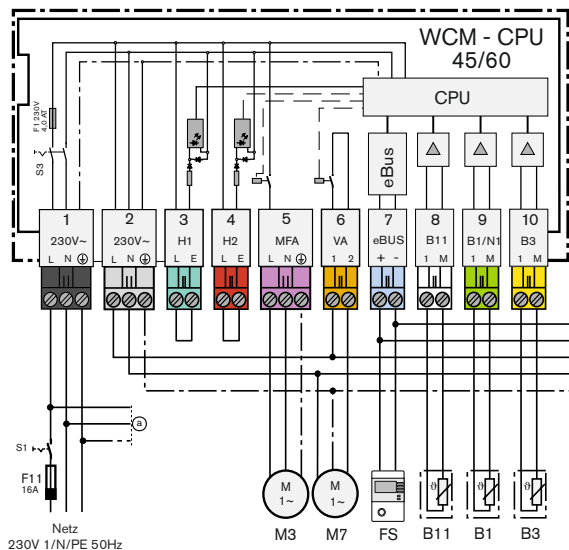 WCM - CPU
45/60
CPU
F1 230V
4,0 AT
S3
eBus
1 2 3 4 5 6 7 8 9 10
230V~ 230V~ H1 H2 MFA VA eBUS B11 B1/N1 B3
L N L N L E L E L N 1 2 + - 1 M 1 M 1 M
a
S1
F11
16A
M
1~
M
1~
ϑ
ϑ
ϑ
Netz
230V 1/N/PE 50Hz
M3 M7 FS B11 B1 B3